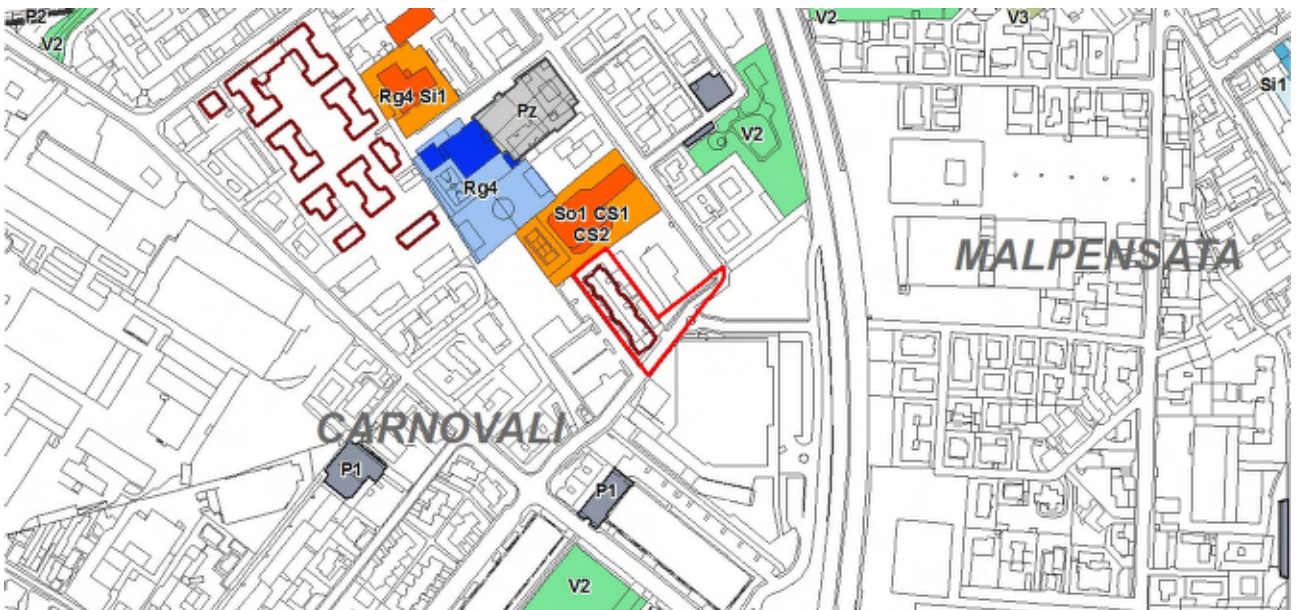 P2
V2
V2
V3
Rg4 Si1
Si1
Pz
V2
Rg4
So1 CS1
CS2
MALPENSATA
CARNOVALI
P1
P1
V2